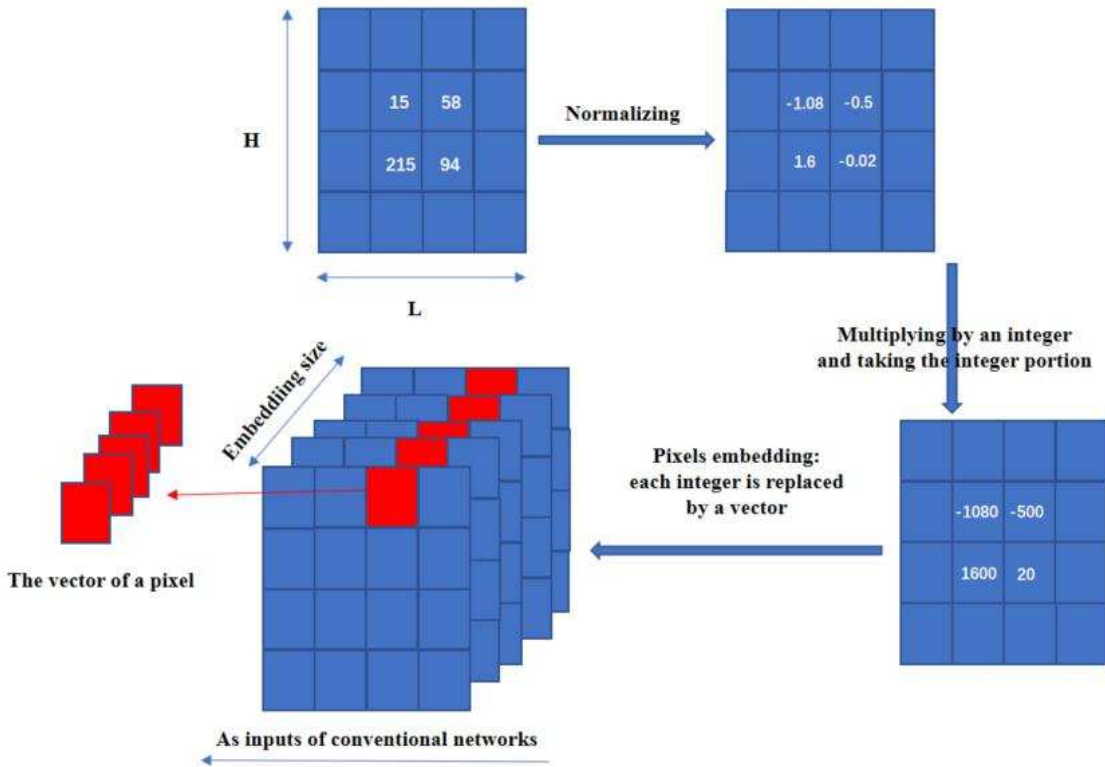 15 58
215 94
H
L
Normalizing
-1.08 -0.5
1.6 -0.02
Multiplying by an integer
and taking the integer portion
-1080 -500
1600 20
Pixels embedding:
each integer is replaced
by a vector
Embeddiing size
The vector of a pixel
As inputs of conventional networks